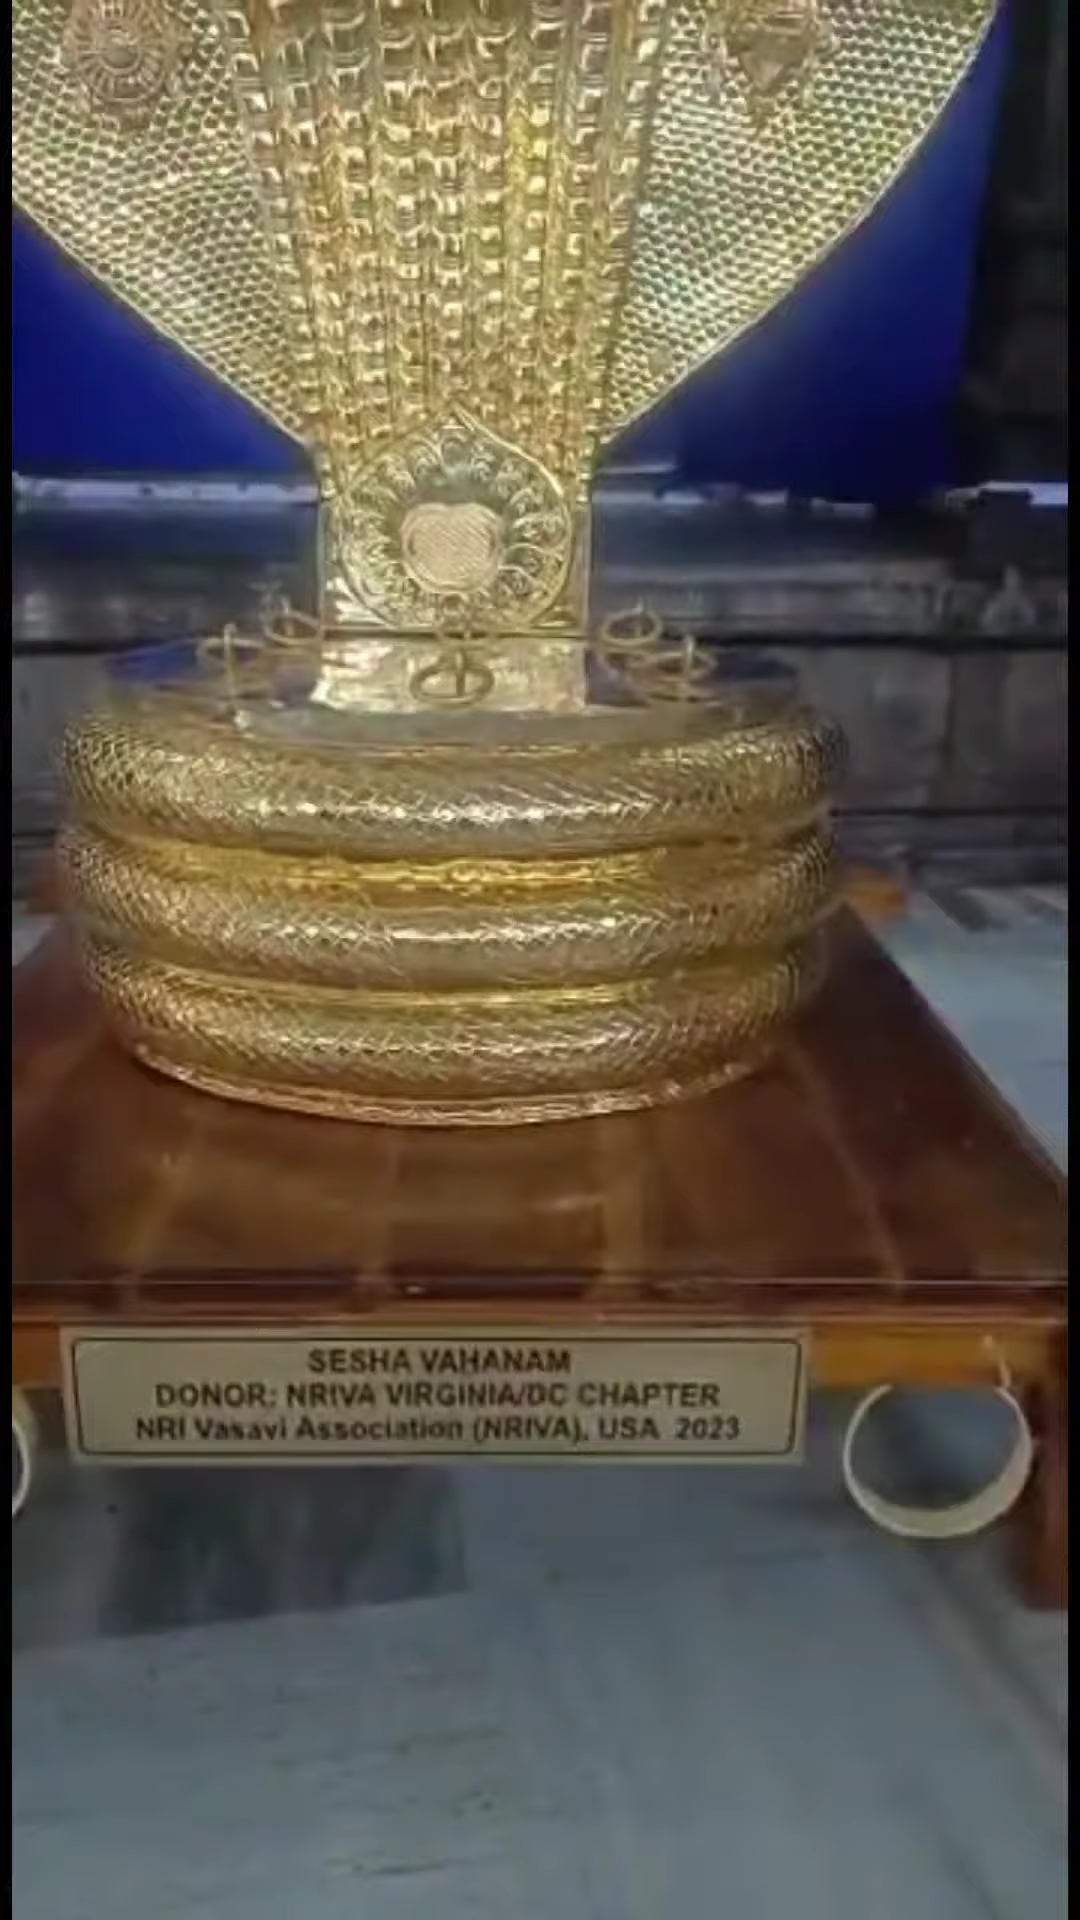 SESHA VAHANAM
DONOR: NRIVA VIRGINIA/DC CHAPTER
NRI Vasavi Association (NRIVA), USA 2023